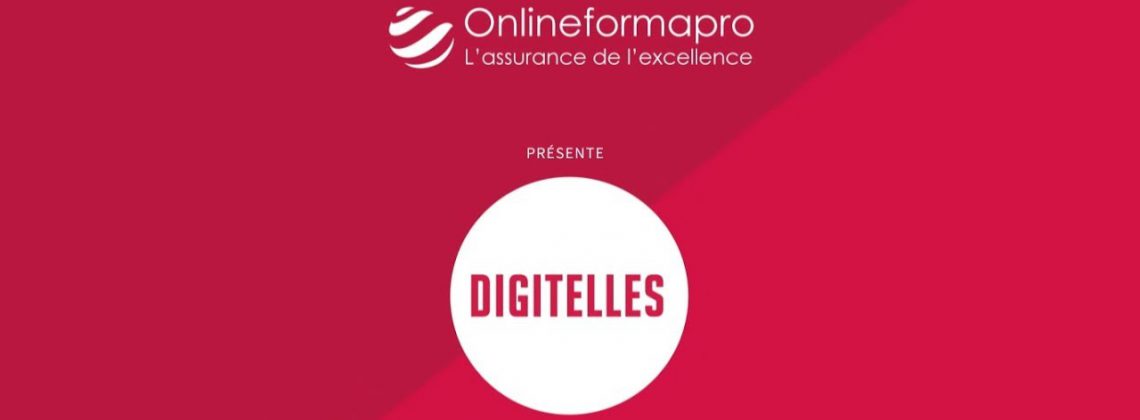 Onlineformapro
L'assurance de l'excellence
PRÉSENTE
DIGITELLES